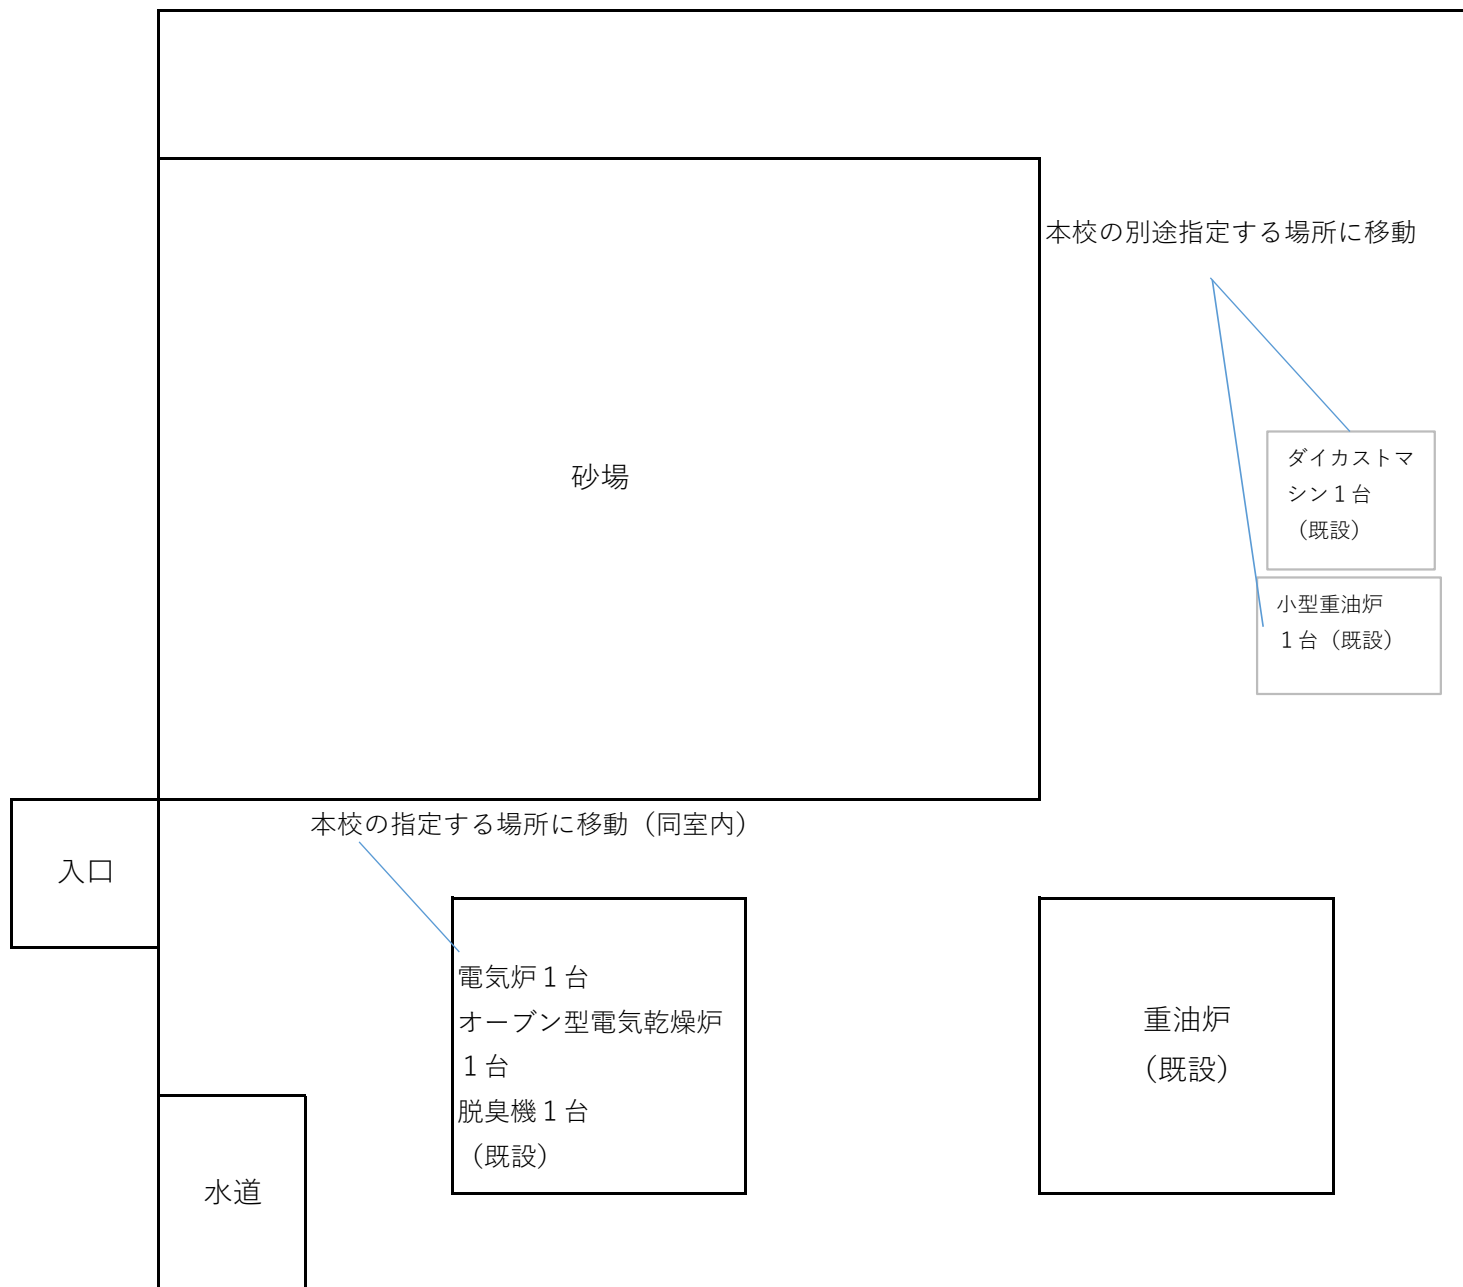 本校の別途指定する場所に移動
砂場
ダイカストマ
シン１台
（既設）
小型重油炉
１台（既設）
本校の指定する場所に移動（同室内）
入口
電気炉１台
オーブン型電気乾燥炉
１台
脱臭機１台
（既設）
重油炉
（既設）
水道